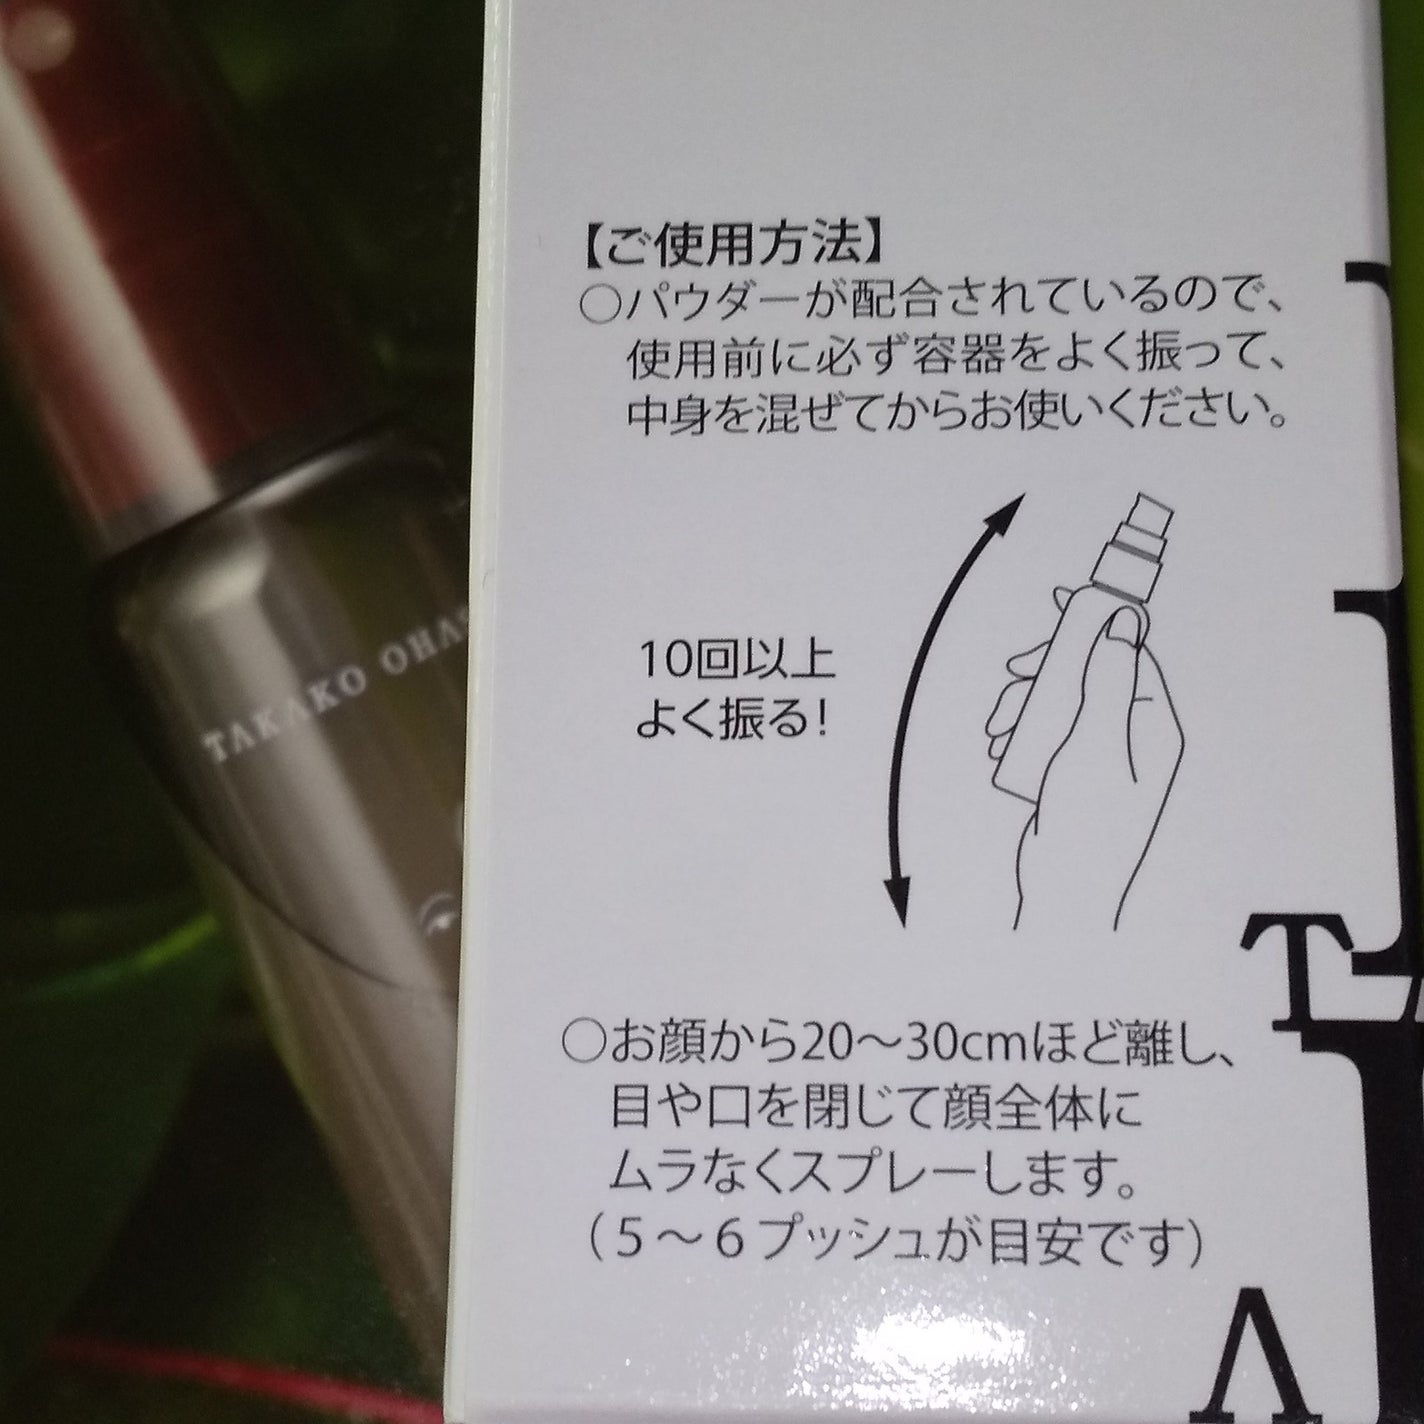 TAKAKO
【ご使用方法】
○パウダーが配合されているので、
使用前に必ず容器をよく振って、
中身を混ぜてからお使いください。
10回以上
よく振る!
○お顔から20～30cmほど離し、
目や口を閉じて顔全体に
ムラなくスプレーします。
(5～6プッシュが目安です)